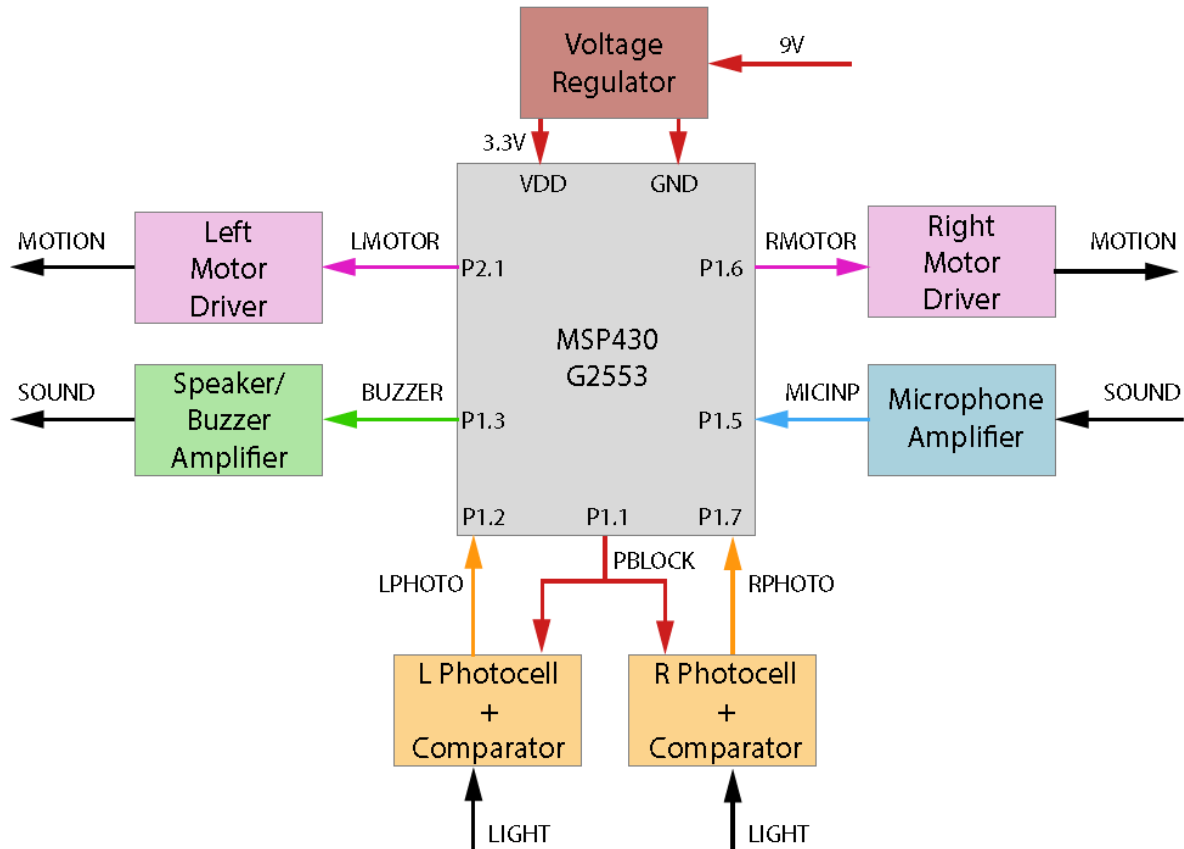 Voltage
Regulator
9V
3.3V
VDD
GND
MOTION
Left
Motor
Driver
LMOTOR
P2.1
P1.6
RMOTOR
Right
Motor
Driver
MOTION
MSP430
G2553
SOUND
Speaker/
Buzzer
Amplifier
BUZZER
P1.3
P1.5
MICINP
Microphone
Amplifier
SOUND
P1.2
P1.1
P1.7
LPHOTO
PBLOCK
RPHOTO
L Photocell
+
Comparator
R Photocell
+
Comparator
LIGHT
LIGHT